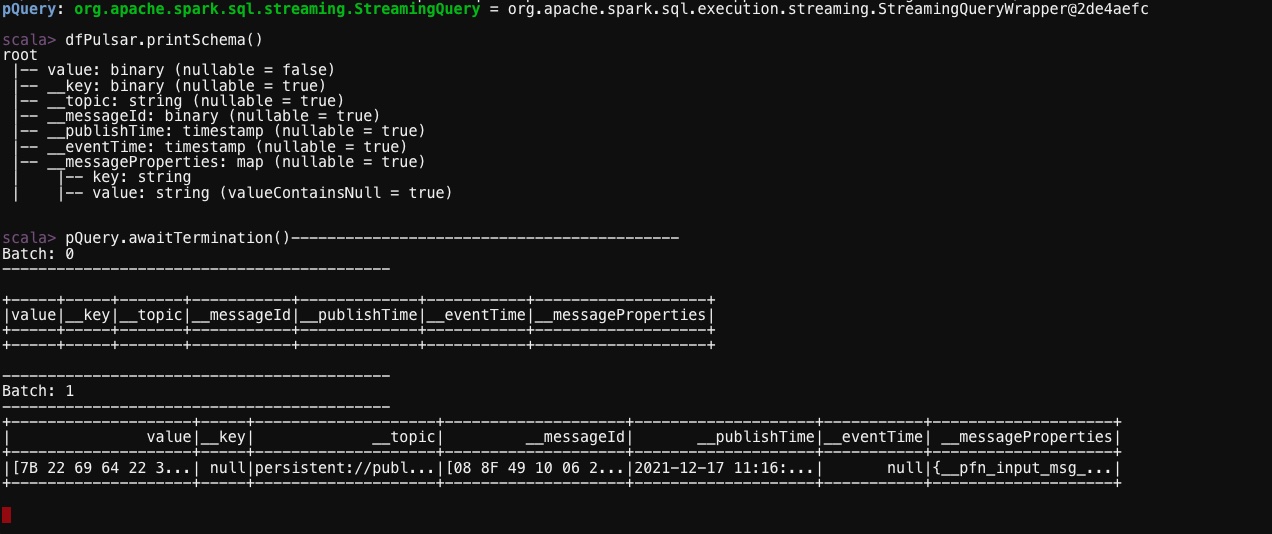 pQuery: org.apache.spark.sql.streaming.StreamingQuery = org.apache.spark.sql.execution.streaming.StreamingQueryWrapper@2de4aefc
scala> dfPulsar.printSchema()
root
 |-- value: binary (nullable = false)
 |-- __key: binary (nullable = true)
 |-- __topic: string (nullable = true)
 |-- __messageId: binary (nullable = true)
 |-- __publishTime: timestamp (nullable = true)
 |-- __eventTime: timestamp (nullable = true)
 |-- __messageProperties: map (nullable = true)
 |    |-- key: string
 |    |-- value: string (valueContainsNull = true)
scala> pQuery.awaitTermination()-------------------------------------------
Batch: 0
-------------------------------------------
+-----+-----+-------+-----------+-------------+-----------+-------------------+
|value|__key|__topic|__messageId|__publishTime|__eventTime|__messageProperties|
+-----+-----+-------+-----------+-------------+-----------+-------------------+
+-----+-----+-------+-----------+-------------+-----------+-------------------+
-------------------------------------------
Batch: 1
-------------------------------------------
+--------------------+-----+--------------------+--------------------+--------------------+-----------+--------------------+
|               value|__key|             __topic|         __messageId|       __publishTime|__eventTime| __messageProperties|
+--------------------+-----+--------------------+--------------------+--------------------+-----------+--------------------+
|[7B 22 69 64 22 3...| null|persistent://publ...|[08 8F 49 10 06 2...|2021-12-17 11:16:...|       null|{__pfn_input_msg_...|
+--------------------+-----+--------------------+--------------------+--------------------+-----------+--------------------+